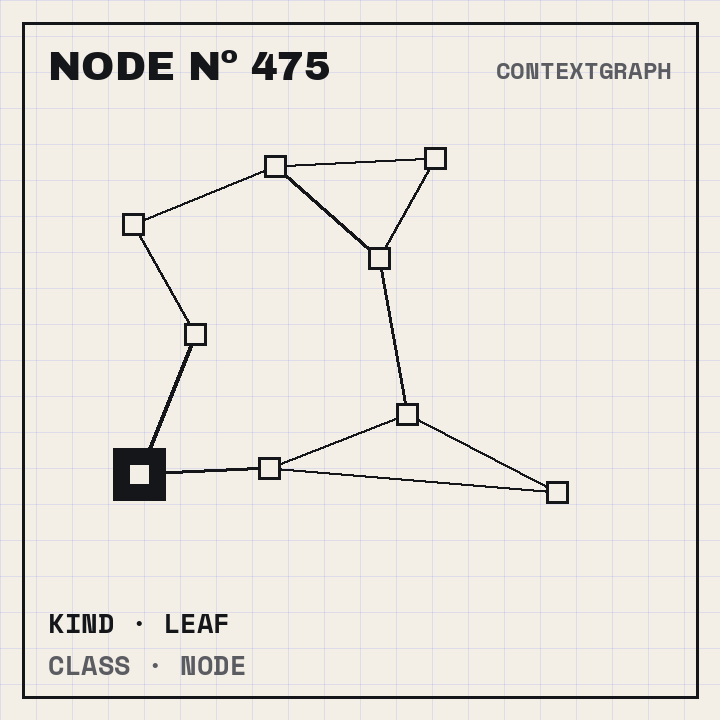 NODE Nº 475
CONTEXTGRAPH
KIND · LEAF
CLASS · NODE